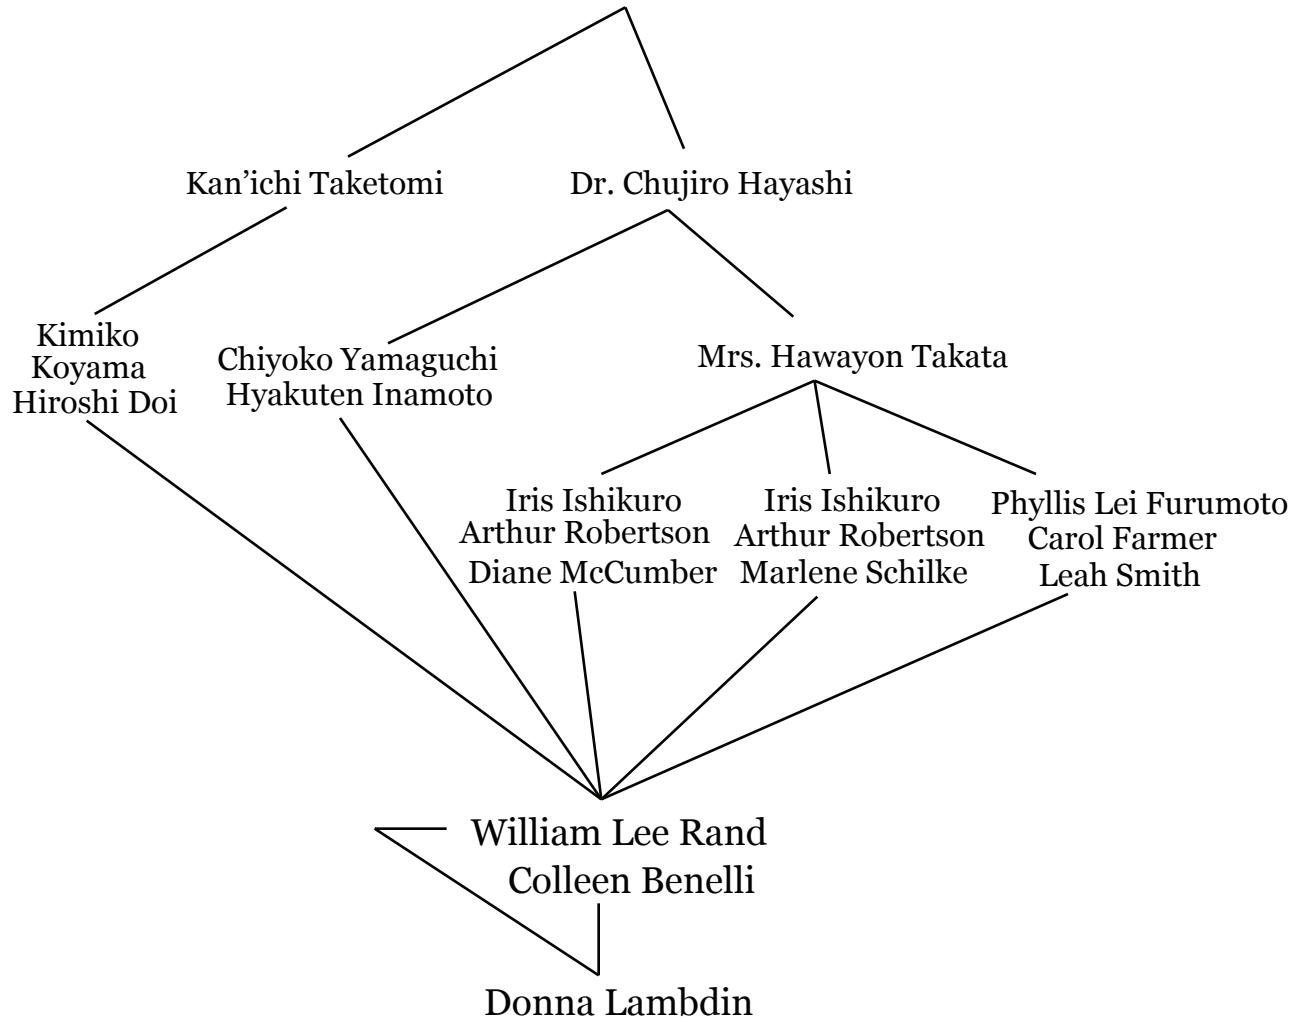 Kan’ichi Taketomi
Dr. Chujiro Hayashi
Kimiko
Koyama
Hiroshi Doi
Chiyoko Yamaguchi
Hyakuten Inamoto
Mrs. Hawayon Takata
Iris Ishikuro
Arthur Robertson
Diane McCumber
Iris Ishikuro
Arthur Robertson
Marlene Schilke
Phyllis Lei Furumoto
Carol Farmer
Leah Smith
William Lee Rand
Colleen Benelli
Donna Lambdin